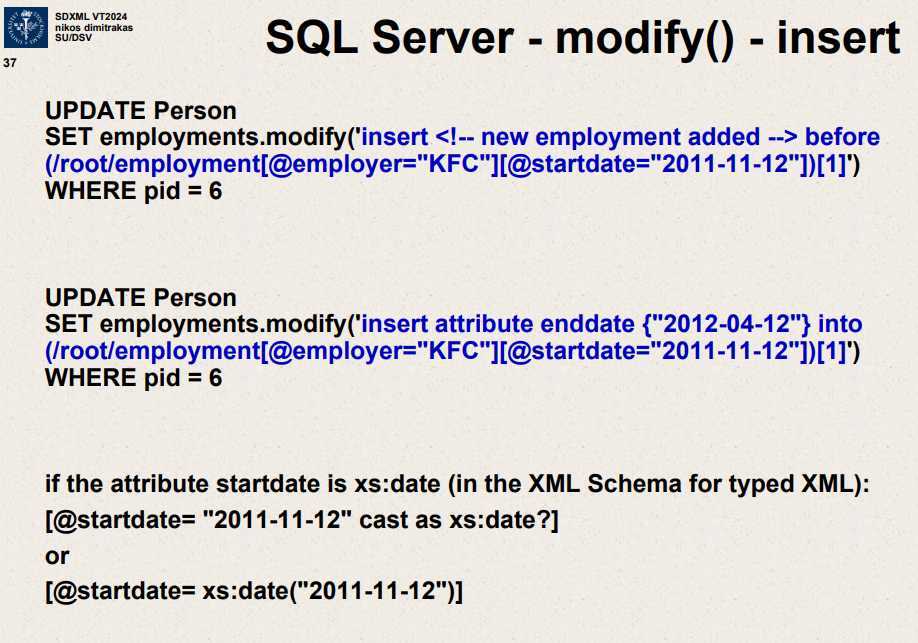 SDXML VT2024
nikos dimitrakas
SU/DSV
37
SQL Server - modify() - insert
UPDATE Person
SET employments.modify('insert <!-- new employment added --> before
(/root/employment[@employer="KFC"][@startdate="2011-11-12"])[1]')
WHERE pid = 6
UPDATE Person
SET employments.modify('insert attribute enddate {"2012-04-12"} into
(/root/employment[@employer="KFC"][@startdate="2011-11-12"])[1]')
WHERE pid = 6
if the attribute startdate is xs:date (in the XML Schema for typed XML):
[@startdate= "2011-11-12" cast as xs:date?]
or
[@startdate= xs:date("2011-11-12")]